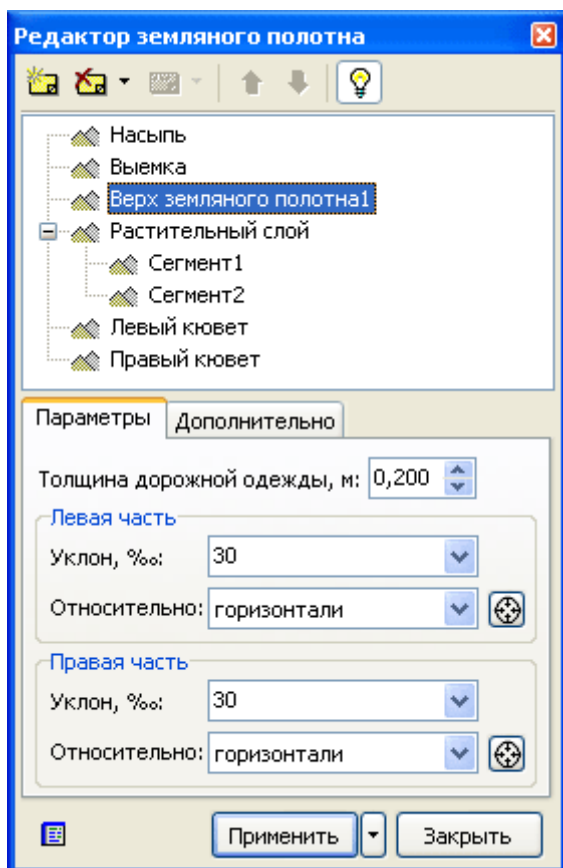 Редактор земляного полотна
Насыпь
Выемка
Верх земляного полотна1
Растительный слой
Сегмент1
Сегмент2
Левый кювет
Правый кювет
Параметры Дополнительно
Толщина дорожной одежды, м: 0,200
Левая часть
Уклон, ‰: 30
Относительно: горизонтали
Правая часть
Уклон, ‰: 30
Относительно: горизонтали
Применить Закрыть